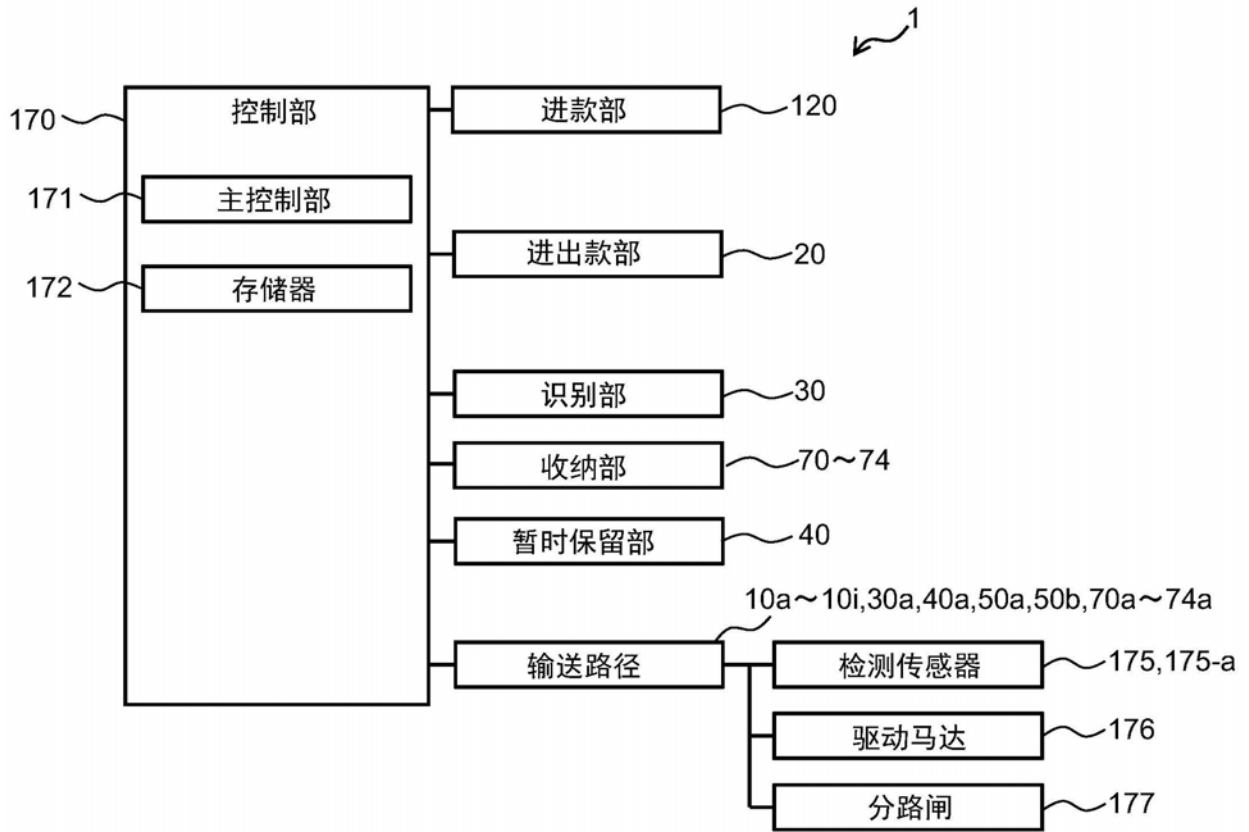 1
170
控制部
进款部
120
171
主控制部
进出款部
20
172
存储器
识别部
30
收纳部
70～74
暂时保留部
40
10a～10i,30a,40a,50a,50b,70a～74a
输送路径
检测传感器
175,175-a
驱动马达
176
分路闸
177